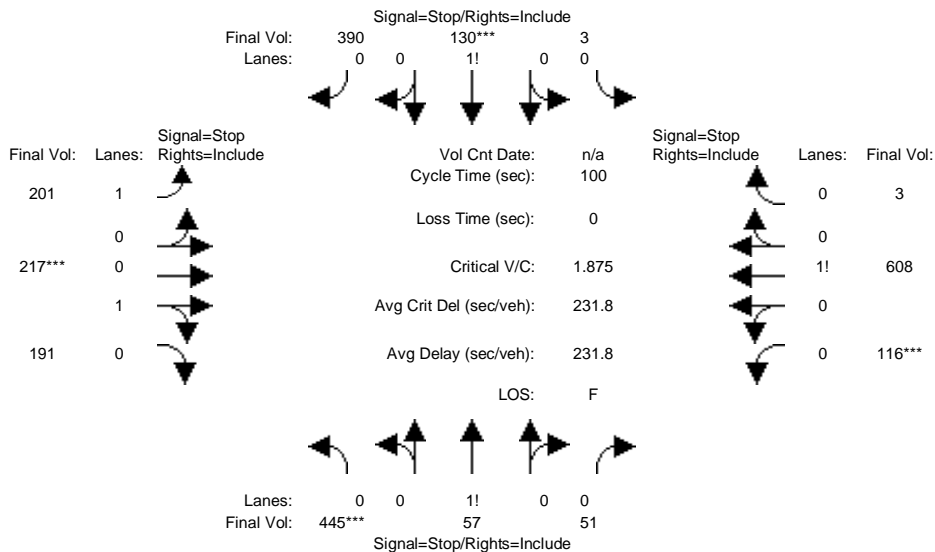 Signal=Stop/Rights=Include
Final Vol: 390 130*** 3
Lanes: 0 0 1! 0 0
Signal=Stop
Final Vol: Lanes: Rights=Include
Vol Cnt Date: n/a
Signal=Stop
Rights=Include Lanes: Final Vol:
Cycle Time (sec): 100
201 1
0 3
Loss Time (sec): 0
0
0
217*** 0
Critical V/C: 1.875
1! 608
1
Avg Crit Del (sec/veh): 231.8
0
191 0
Avg Delay (sec/veh): 231.8
0 116***
LOS: F
Lanes: 0 0 1! 0 0
Final Vol: 445*** 57 51
Signal=Stop/Rights=Include